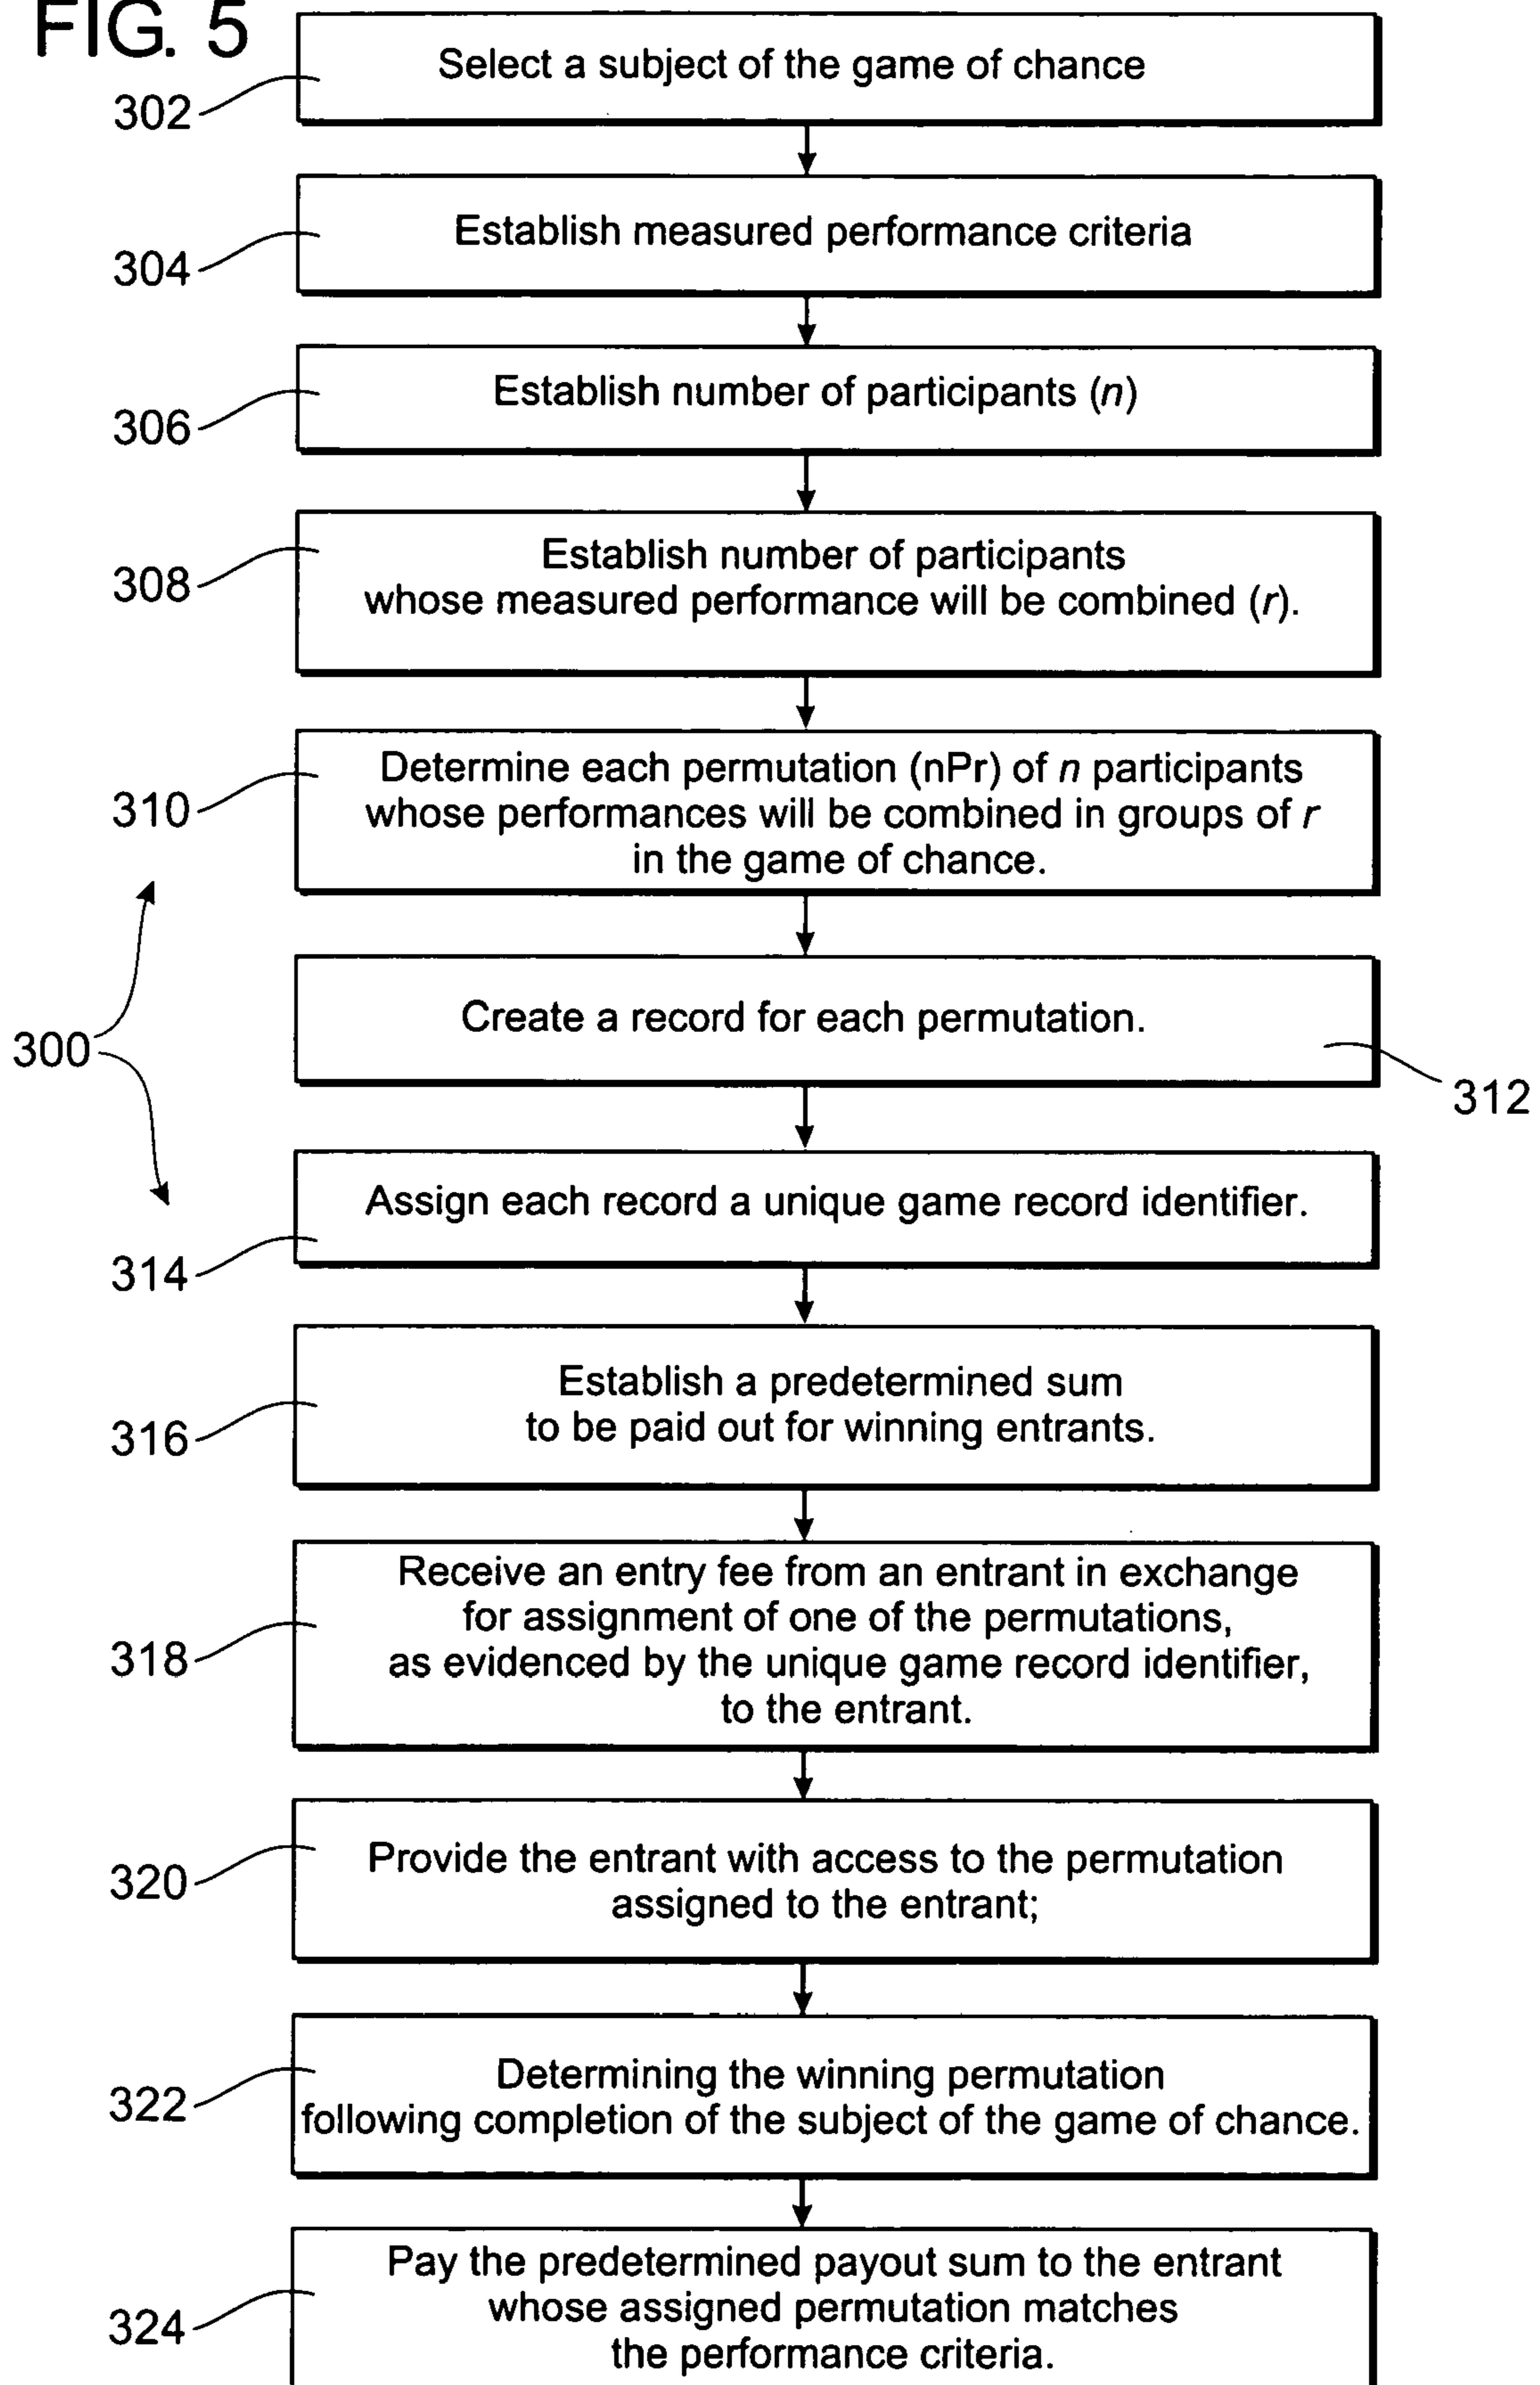 FIG. 5
Select a subject of the game of chance
302
Establish measured performance criteria
304
Establish number of participants (n)
306
Establish number of participants
whose measured performance will be combined (r).
308
Determine each permutation (nPr) of n participants
whose performances will be combined in groups of r
in the game of chance.
310
Create a record for each permutation.
300
312
Assign each record a unique game record identifier.
314
Establish a predetermined sum
to be paid out for winning entrants.
316
Receive an entry fee from an entrant in exchange
for assignment of one of the permutations,
as evidenced by the unique game record identifier,
to the entrant.
318
Provide the entrant with access to the permutation
assigned to the entrant;
320
Determining the winning permutation
following completion of the subject of the game of chance.
322
Pay the predetermined payout sum to the entrant
whose assigned permutation matches
the performance criteria.
324